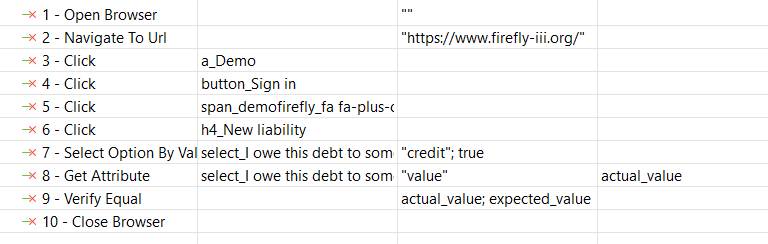 1 - Open Browser ""
2 - Navigate To Url "https://www.firefly-iii.org/"
3 - Click a_Demo
4 - Click button_Sign in
5 - Click span_demofirefly_fa fa-plus-c
6 - Click h4_New liability
7 - Select Option By Val select_I owe this debt to som "credit"; true
8 - Get Attribute select_I owe this debt to som "value" actual_value
9 - Verify Equal actual_value; expected_value
10 - Close Browser